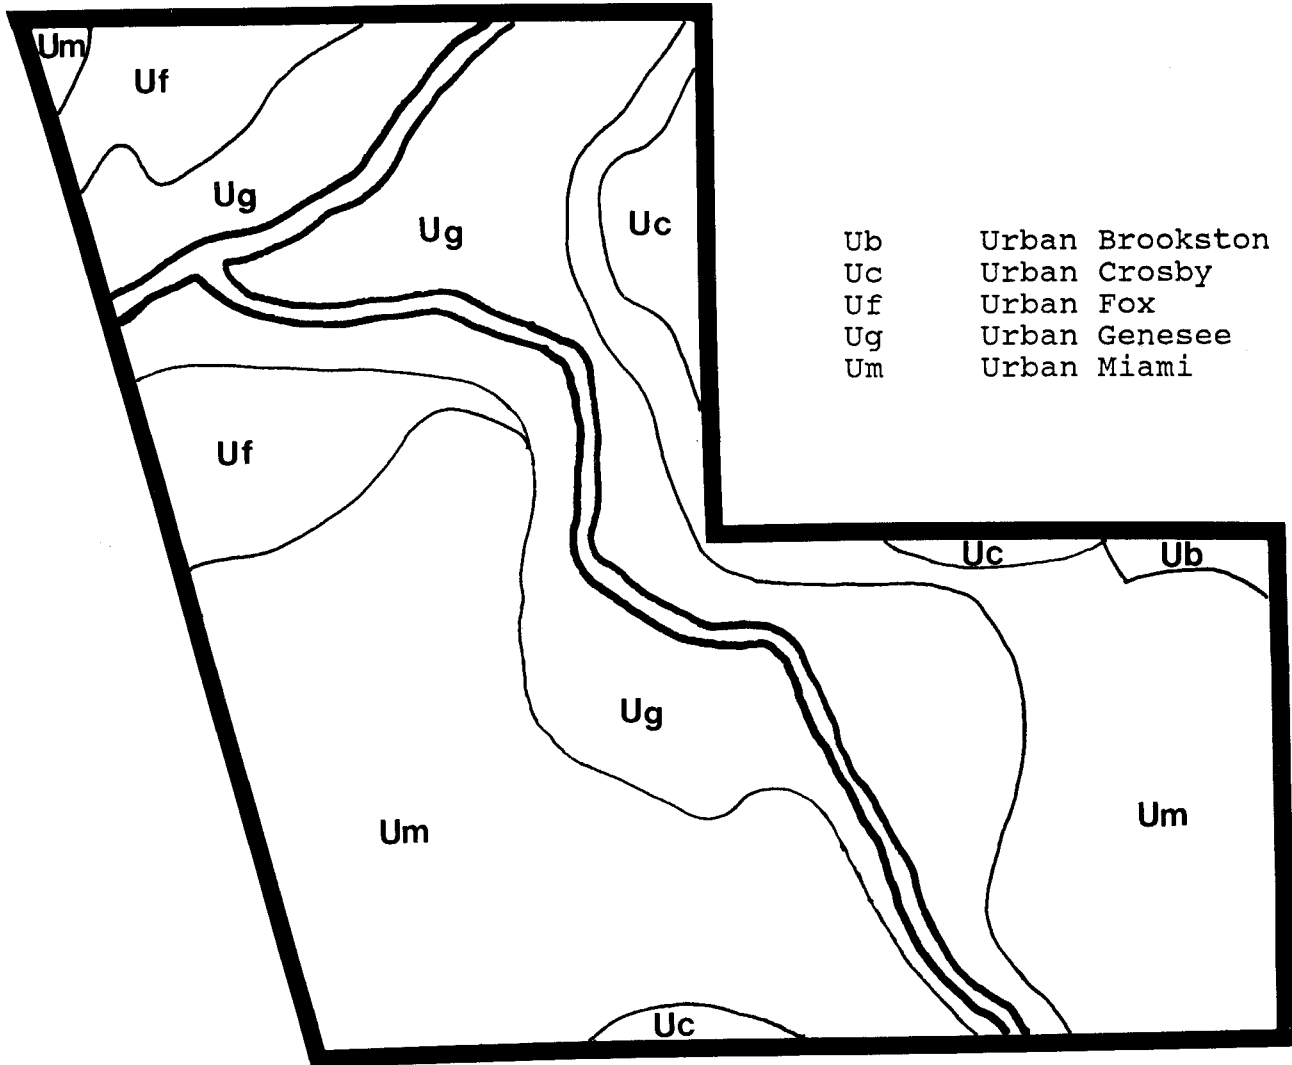 Um
Uf
Ug
Ug
Uc
Ub Urban Brookston
Uc Urban Crosby
Uf Urban Fox
Ug Urban Genesee
Um Urban Miami
Uf
Uc
Ub
Ug
Um
Um
Uc